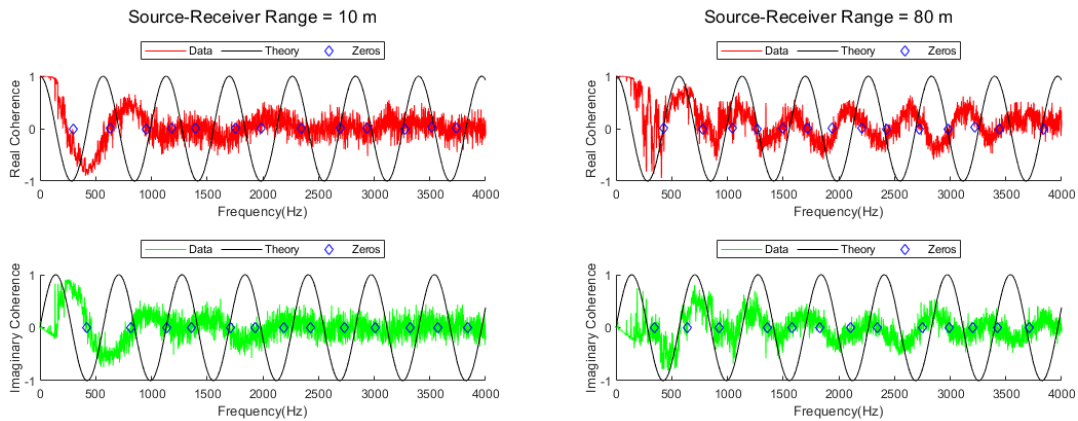 Source-Receiver Range = 10 m
Data Theory Zeros
Real Coherence
1
0
-1
0 500 1000 1500 2000 2500 3000 3500 4000
Frequency(Hz)
Data Theory Zeros
Imaginary Coherence
1
0
-1
0 500 1000 1500 2000 2500 3000 3500 4000
Frequency(Hz)
Source-Receiver Range = 80 m
Data Theory Zeros
Real Coherence
1
0
-1
0 500 1000 1500 2000 2500 3000 3500 4000
Frequency(Hz)
Data Theory Zeros
Imaginary Coherence
1
0
-1
0 500 1000 1500 2000 2500 3000 3500 4000
Frequency(Hz)